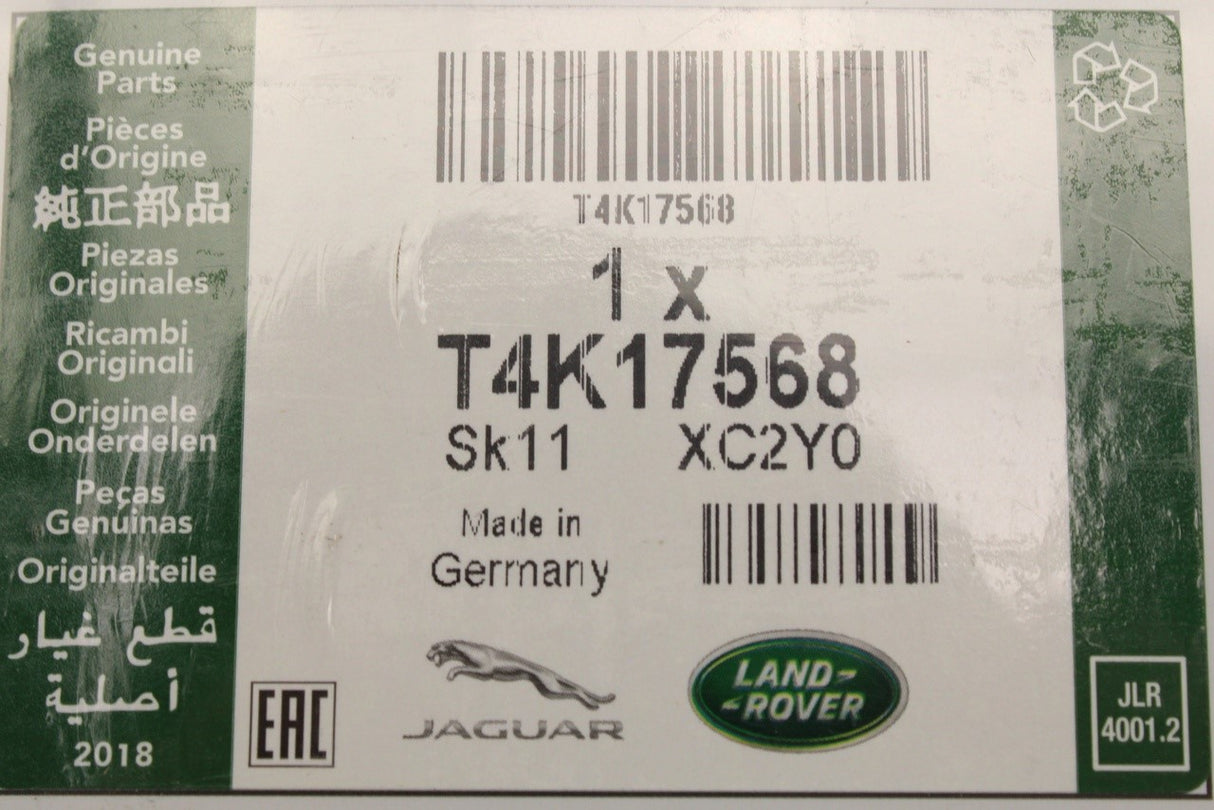 Genuine
Parts
Pièces
d'Origine
純正部品
Piezas
Originales
Ricambi
Originali
Originele
Onderdelen
Peças
Genuinas
Originalteile
قطع غيار
أصلية
2018
T4K17568
1 x
T4K17568
Sk11 XC2Y0
Made in
Germany
EAC
JAGUAR
LAND-
-ROVER
JLR
4001.2